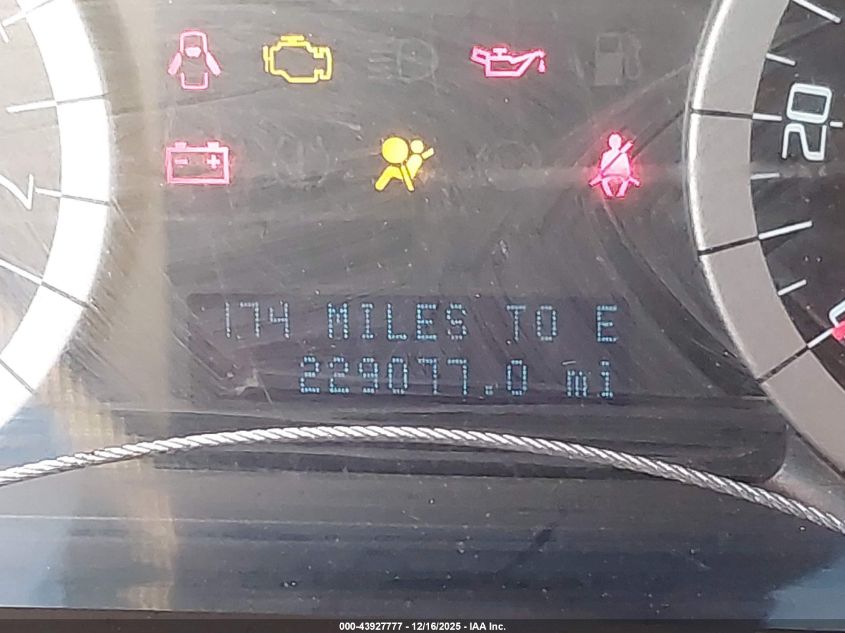 20
174 MILES TO E
229077.0 mi
000-43927777 - 12/16/2025 - IAA Inc.